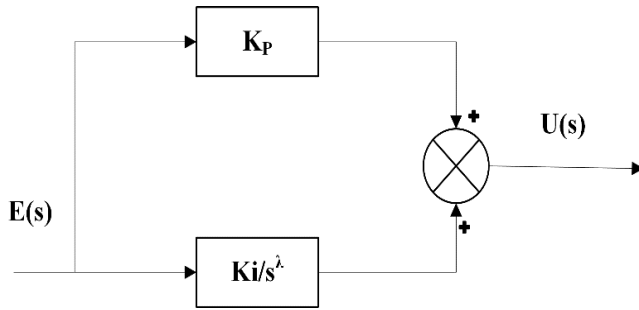 K_P
+
U(s)
E(s)
+
Ki/s^λ